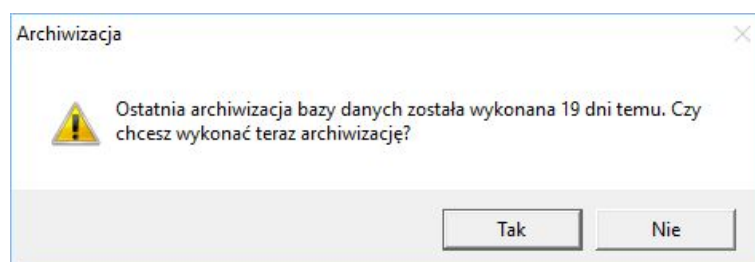 Archiwizacja
Ostatnia archiwizacja bazy danych została wykonana 19 dni temu. Czy
chcesz wykonać teraz archiwizację?
Tak
Nie